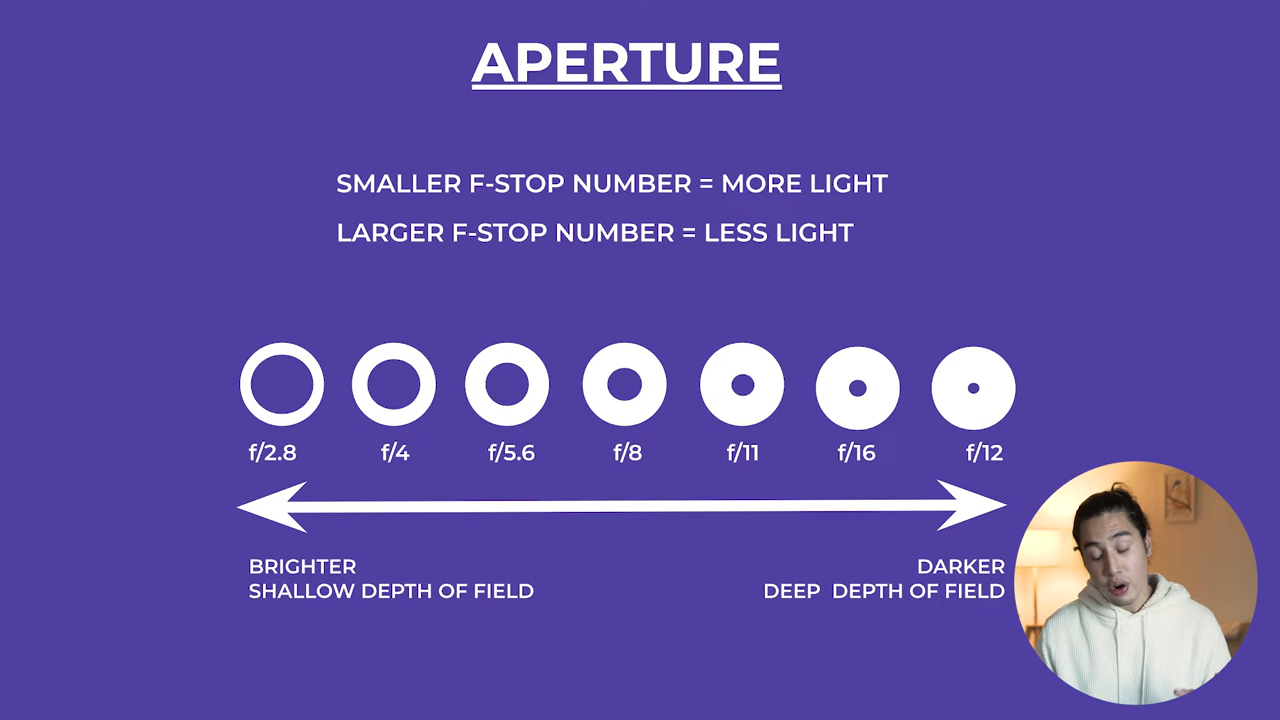 APERTURE
SMALLER F-STOP NUMBER = MORE LIGHT
LARGER F-STOP NUMBER = LESS LIGHT
f/2.8 f/4 f/5.6 f/8 f/11 f/16 f/12
BRIGHTER
SHALLOW DEPTH OF FIELD
DARKER
DEEP DEPTH OF FIELD